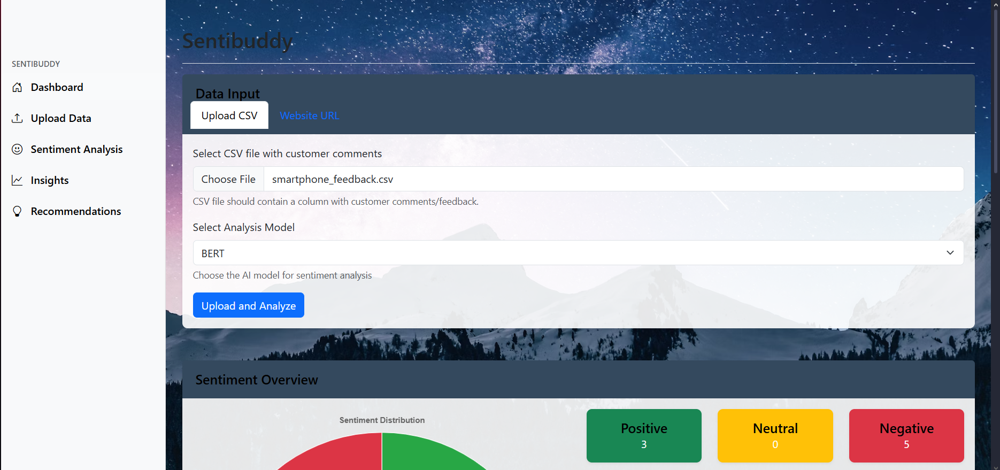 SENTIBUDDY
Dashboard
Upload Data
Sentiment Analysis
Insights
Recommendations
Sentibuddy
Data Input
Upload CSV Website URL
Select CSV file with customer comments
Choose File smartphone_feedback.csv
CSV file should contain a column with customer comments/feedback.
Select Analysis Model
BERT
Choose the AI model for sentiment analysis
Upload and Analyze
Sentiment Overview
Sentiment Distribution
Positive
3
Neutral
0
Negative
5